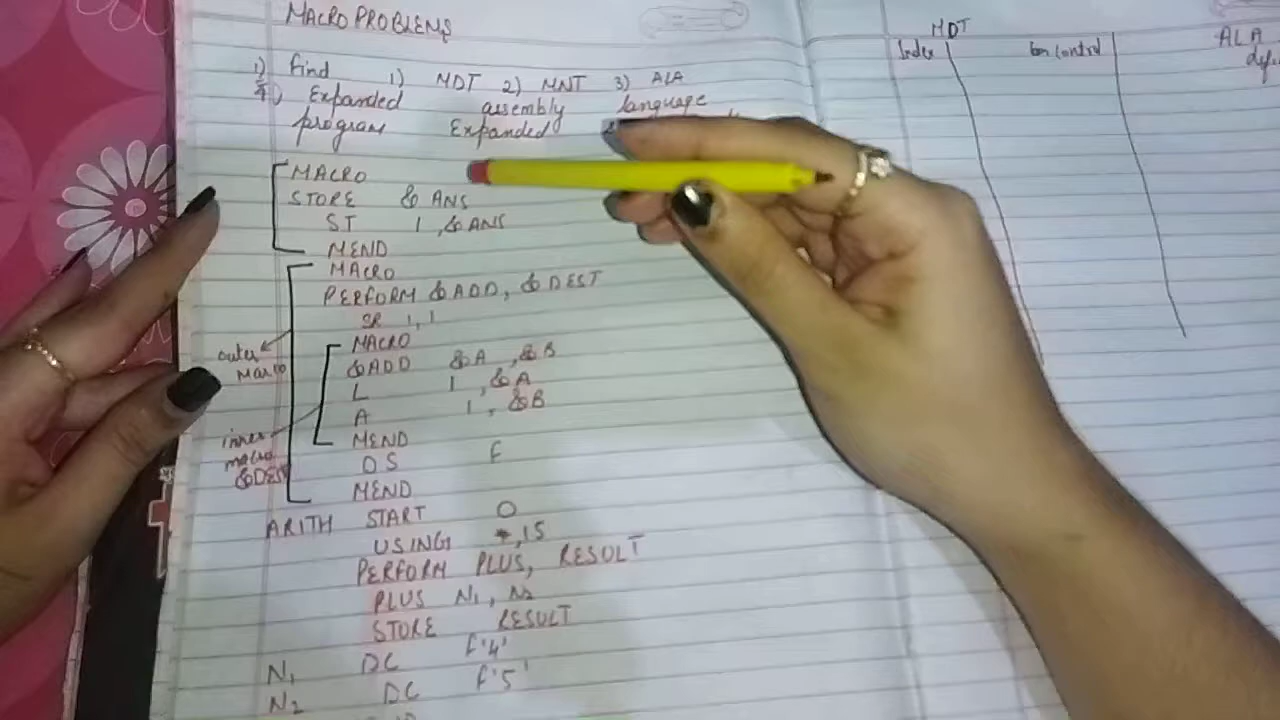 MACRO PROBLEMS
1) Find 1) MDT 2) MNT 3) ALA
4) Expanded assembly language
program Expanded
MACRO
STORE &ANS
ST 1,&ANS
MEND
MACRO
PERFORM &ADD, &DEST
SR 1,1
MACRO
&ADD &A,&B
L 1,&A
A 1,&B
MEND
&DEST DS F
MEND
outer
macro
inner
macro
ARITH START 0
USING *,15
PERFORM PLUS, RESULT
PLUS N1, N2
STORE RESULT
N1 DC F'4'
N2 DC F'5'
MDT
Index
ALA